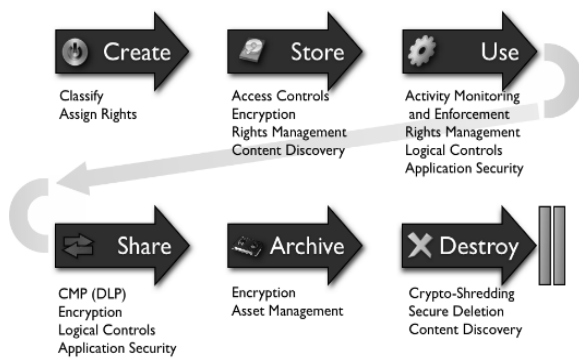 Create
Classify
Assign Rights
Store
Access Controls
Encryption
Rights Management
Content Discovery
Use
Activity Monitoring
and Enforcement
Rights Management
Logical Controls
Application Security
Share
CMP (DLP)
Encryption
Logical Controls
Application Security
Archive
Encryption
Asset Management
Destroy
Crypto-Shredding
Secure Deletion
Content Discovery